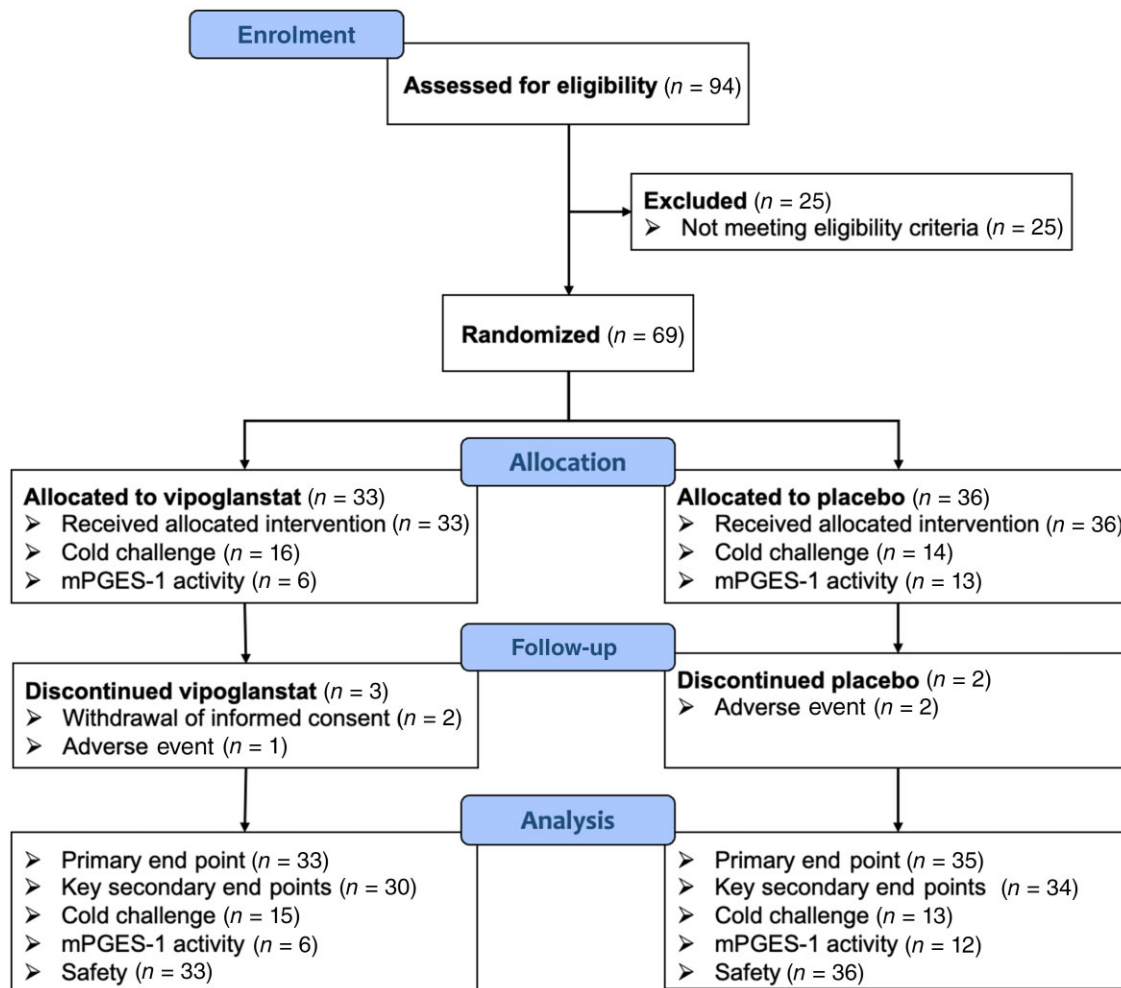 Enrolment
Assessed for eligibility (n = 94)
Excluded (n = 25)
➢ Not meeting eligibility criteria (n = 25)
Randomized (n = 69)
Allocation
Allocated to vipoglanstat (n = 33)
➢ Received allocated intervention (n = 33)
➢ Cold challenge (n = 16)
➢ mPGES-1 activity (n = 6)
Allocated to placebo (n = 36)
➢ Received allocated intervention (n = 36)
➢ Cold challenge (n = 14)
➢ mPGES-1 activity (n = 13)
Follow-up
Discontinued vipoglanstat (n = 3)
➢ Withdrawal of informed consent (n = 2)
➢ Adverse event (n = 1)
Discontinued placebo (n = 2)
➢ Adverse event (n = 2)
Analysis
➢ Primary end point (n = 33)
➢ Key secondary end points (n = 30)
➢ Cold challenge (n = 15)
➢ mPGES-1 activity (n = 6)
➢ Safety (n = 33)
➢ Primary end point (n = 35)
➢ Key secondary end points (n = 34)
➢ Cold challenge (n = 13)
➢ mPGES-1 activity (n = 12)
➢ Safety (n = 36)